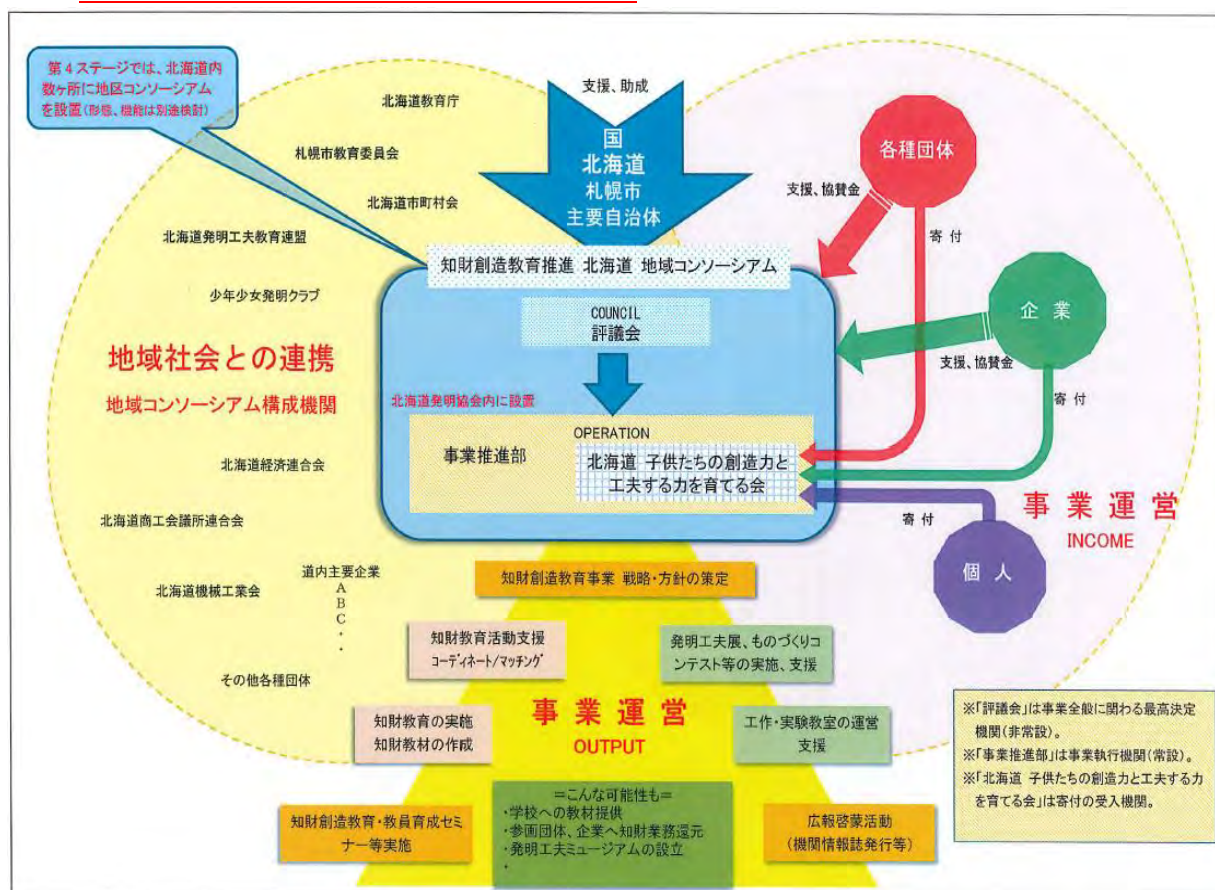 第4ステージでは、北海道内
数ヶ所に地区コンソーシアム
を設置(形態、機能は別途検討)
支援、助成
国
北海道
札幌市
主要自治体
北海道教育庁
札幌市教育委員会
北海道市町村会
北海道発明工夫教育連盟
少年少女発明クラブ
地域社会との連携
地域コンソーシアム構成機関
北海道経済連合会
北海道商工会議所連合会
北海道機械工業会
道内主要企業
A
B
C
・
・
その他各種団体
知財創造教育推進 北海道 地域コンソーシアム
COUNCIL
評議会
北海道発明協会内に設置
OPERATION
事業推進部
北海道 子供たちの創造力と
工夫する力を育てる会
各種団体
支援、協賛金
寄付
企業
支援、協賛金
寄付
個人
寄付
事業運営
INCOME
知財創造教育事業 戦略・方針の策定
知財教育活動支援
コーディネート/マッチング
発明工夫展、ものづくりコ
ンテスト等の実施、支援
事業運営
OUTPUT
知財教育の実施
知財教材の作成
工作・実験教室の運営
支援
知財創造教育・教員育成セミ
ナー等実施
=こんな可能性も=
・学校への教材提供
・参画団体、企業へ知財業務還元
・発明工夫ミュージアムの設立
・
広報啓蒙活動
(機関情報誌発行等)
※「評議会」は事業全般に関わる最高決定
機関(非常設)。
※「事業推進部」は事業執行機関(常設)。
※「北海道 子供たちの創造力と工夫する力
を育てる会」は寄付の受入機関。